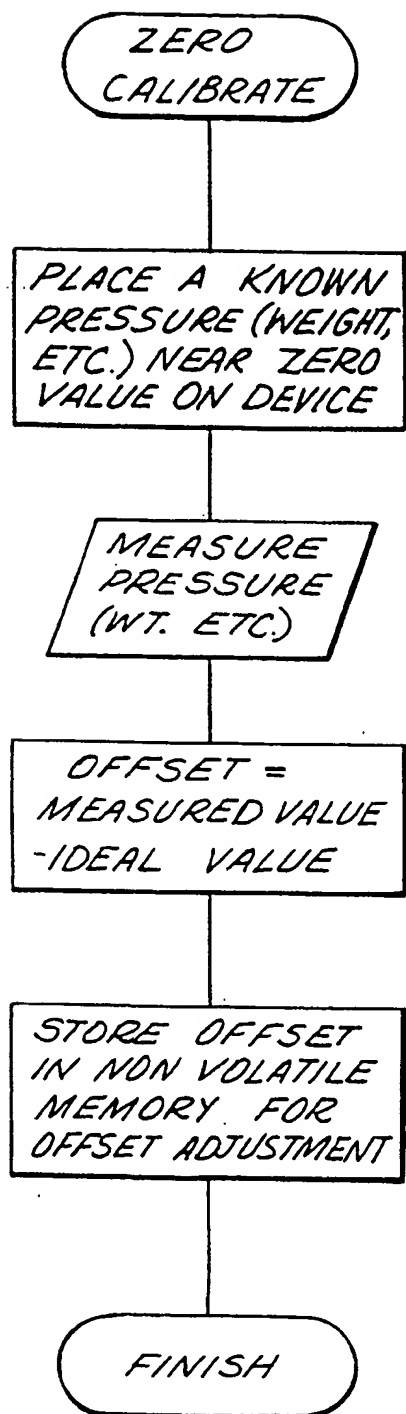 ZERO
CALIBRATE
PLACE A KNOWN
PRESSURE (WEIGHT,
ETC.) NEAR ZERO
VALUE ON DEVICE
MEASURE
PRESSURE
(WT. ETC.)
OFFSET =
MEASURED VALUE
-IDEAL VALUE
STORE OFFSET
IN NON VOLATILE
MEMORY FOR
OFFSET ADJUSTMENT
FINISH